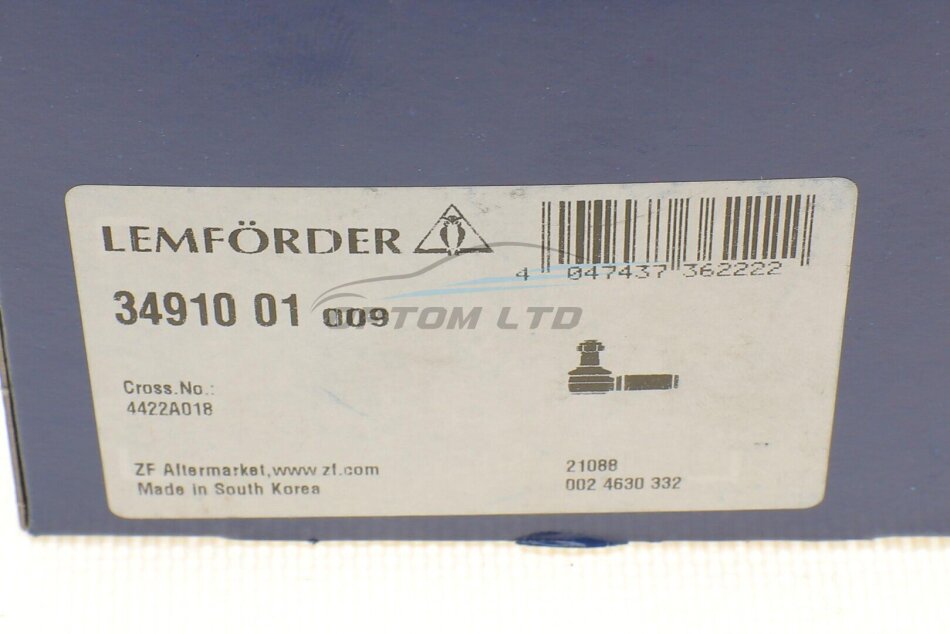 LEMFÖRDER
4 047437 362222
34910 01 009
TOM LTD
Cross.No.:
4422A018
ZF Aftermarket,www zf.com
Made in South Korea
21088
002 4630 332